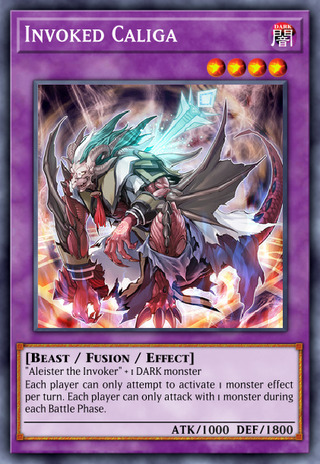 Invoked Caliga
DARK
闇
[Beast / Fusion / Effect]
"Aleister the Invoker" + 1 DARK monster
Each player can only attempt to activate 1 monster effect
per turn. Each player can only attack with 1 monster during
each Battle Phase.
ATK/1000 DEF/1800